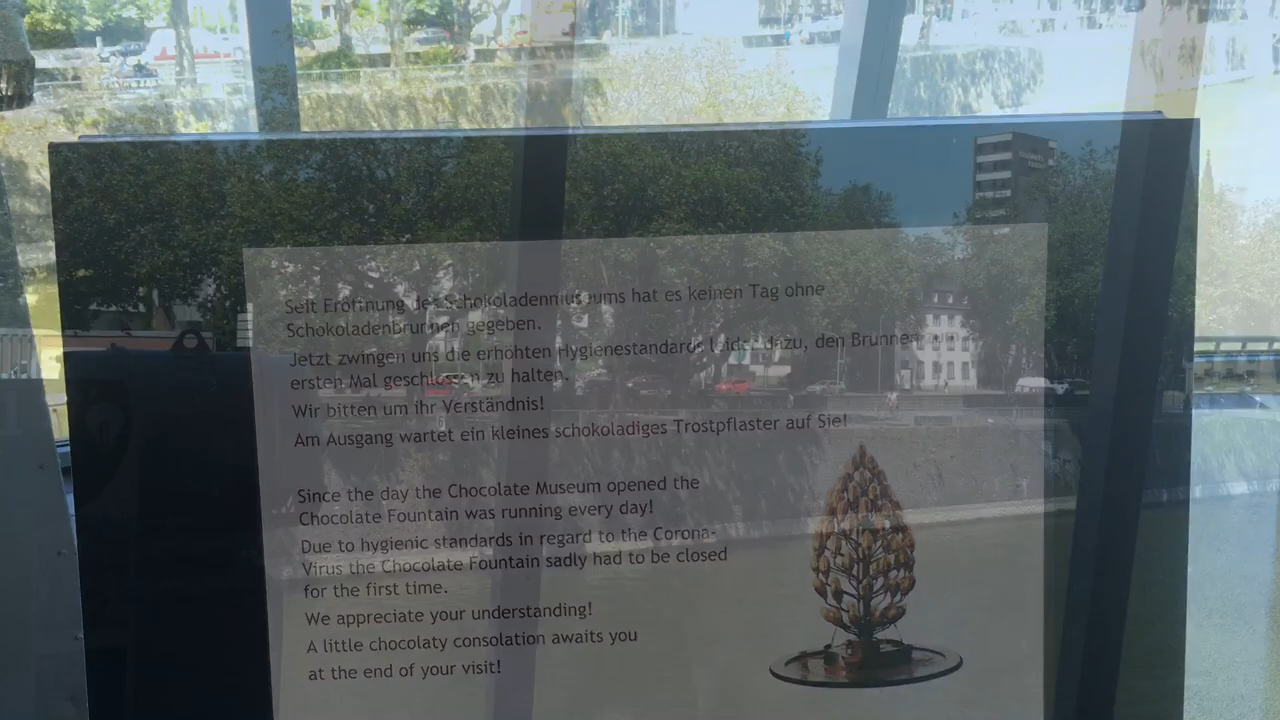 Seit Eröffnung des Schokoladenmuseums hat es keinen Tag ohne
Schokoladenbrunnen gegeben.
Jetzt zwingen uns die erhöhten Hygienestandards leider dazu, den Brunnen
ersten Mal geschlossen zu halten.
Wir bitten um ihr Verständnis!
Am Ausgang wartet ein kleines schokoladiges Trostpflaster auf Sie!
Since the day the Chocolate Museum opened the
Chocolate Fountain was running every day!
Due to hygienic standards in regard to the Corona-
Virus the Chocolate Fountain sadly had to be closed
for the first time.
We appreciate your understanding!
A little chocolaty consolation awaits you
at the end of your visit!